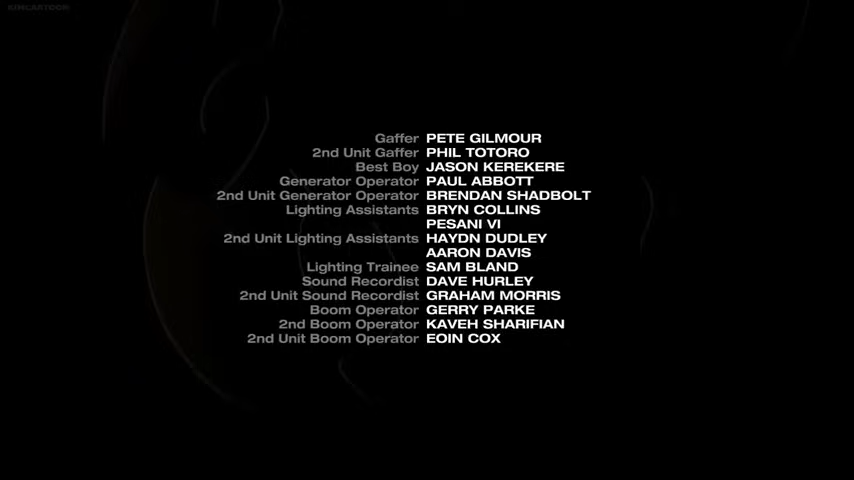 Gaffer PETE GILMOUR
2nd Unit Gaffer PHIL TOTORO
Best Boy JASON KEREKERE
Generator Operator PAUL ABBOTT
2nd Unit Generator Operator BRENDAN SHADBOLT
Lighting Assistants BRYN COLLINS
PESANI VI
2nd Unit Lighting Assistants HAYDN DUDLEY
AARON DAVIS
Lighting Trainee SAM BLAND
Sound Recordist DAVE HURLEY
2nd Unit Sound Recordist GRAHAM MORRIS
Boom Operator GERRY PARKE
2nd Boom Operator KAVEH SHARIFIAN
2nd Unit Boom Operator EOIN COX